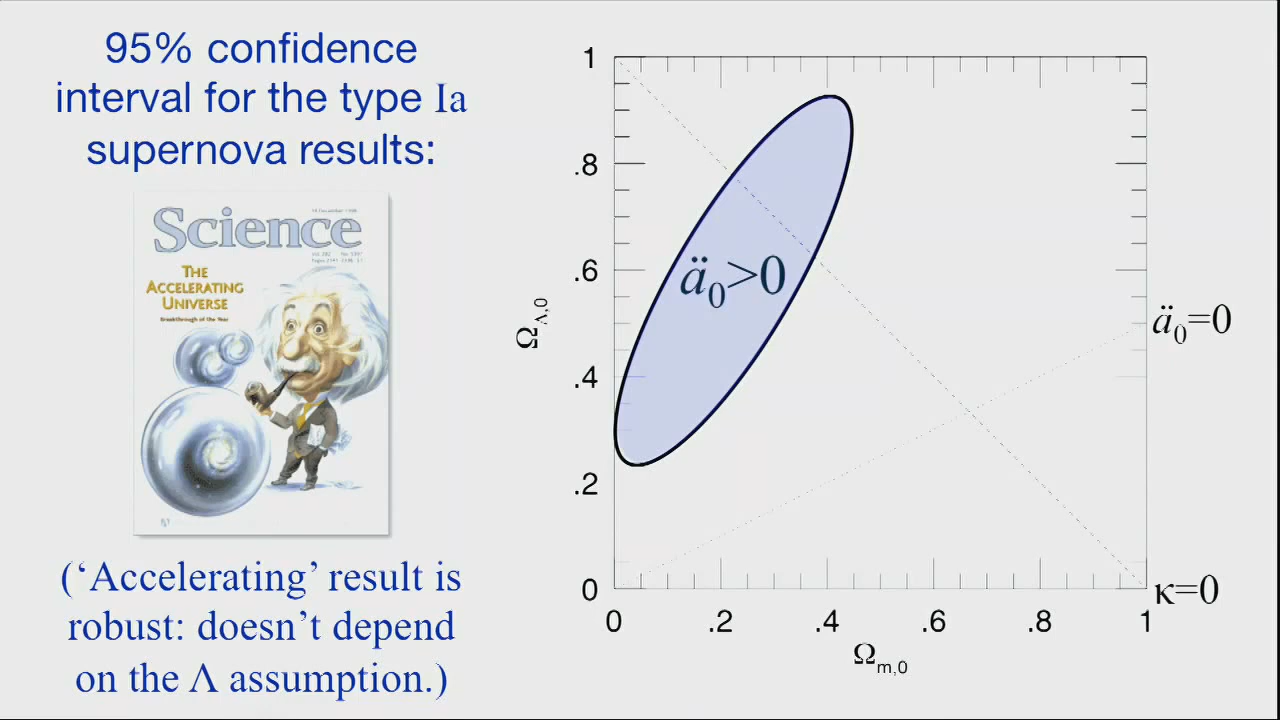 95% confidence
interval for the type Ia
supernova results:
Science
THE
ACCELERATING
UNIVERSE
Breakthrough of the Year
('Accelerating' result is
robust: doesn't depend
on the Λ assumption.)
1
.8
.6
.4
.2
0
Ω_Λ,0
ä₀>0
ä₀=0
κ=0
0
.2
.4
.6
.8
1
Ω_m,0